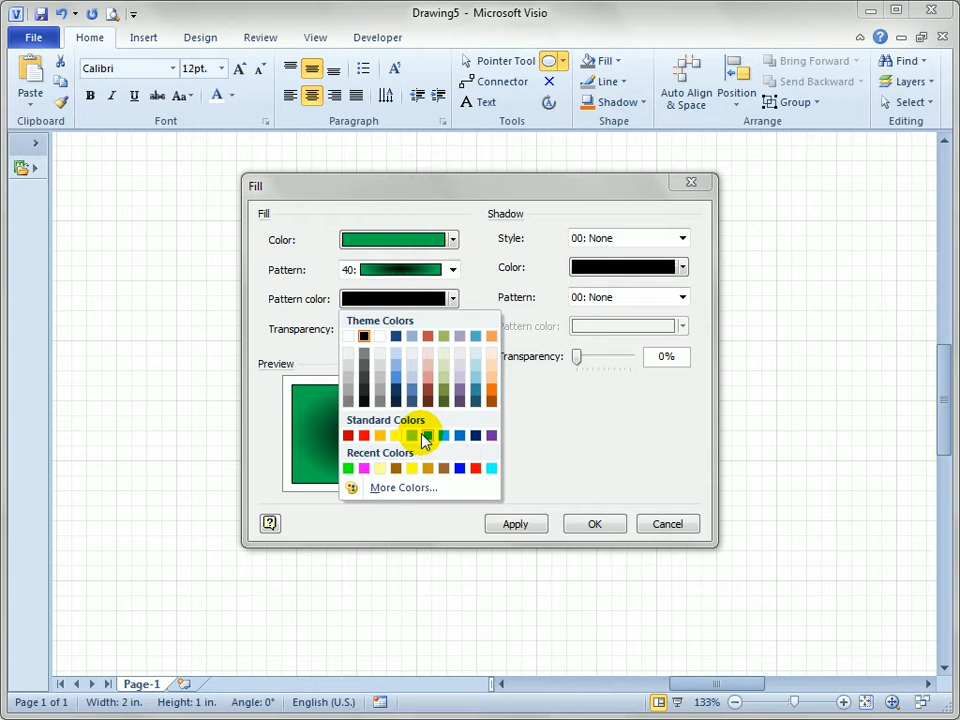 Drawing5 - Microsoft Visio
File Home Insert Design Review View Developer
Paste
Clipboard
Calibri 12pt.
B I U abc Aa
A
Font
Paragraph
Pointer Tool
Connector
A Text
Tools
Fill
Line
Shadow
Shape
Auto Align & Space
Position
Bring Forward
Send Backward
Group
Arrange
Find
Layers
Select
Editing
Fill
Fill
Color:
Pattern: 40:
Pattern color:
Transparency:
Preview
Theme Colors
Standard Colors
Recent Colors
More Colors...
Shadow
Style: 00: None
Color:
Pattern: 00: None
Pattern color:
Transparency: 0%
Apply OK Cancel
Page-1
Page 1 of 1 Width: 2 in. Height: 1 in. Angle: 0° English (U.S.) 133%